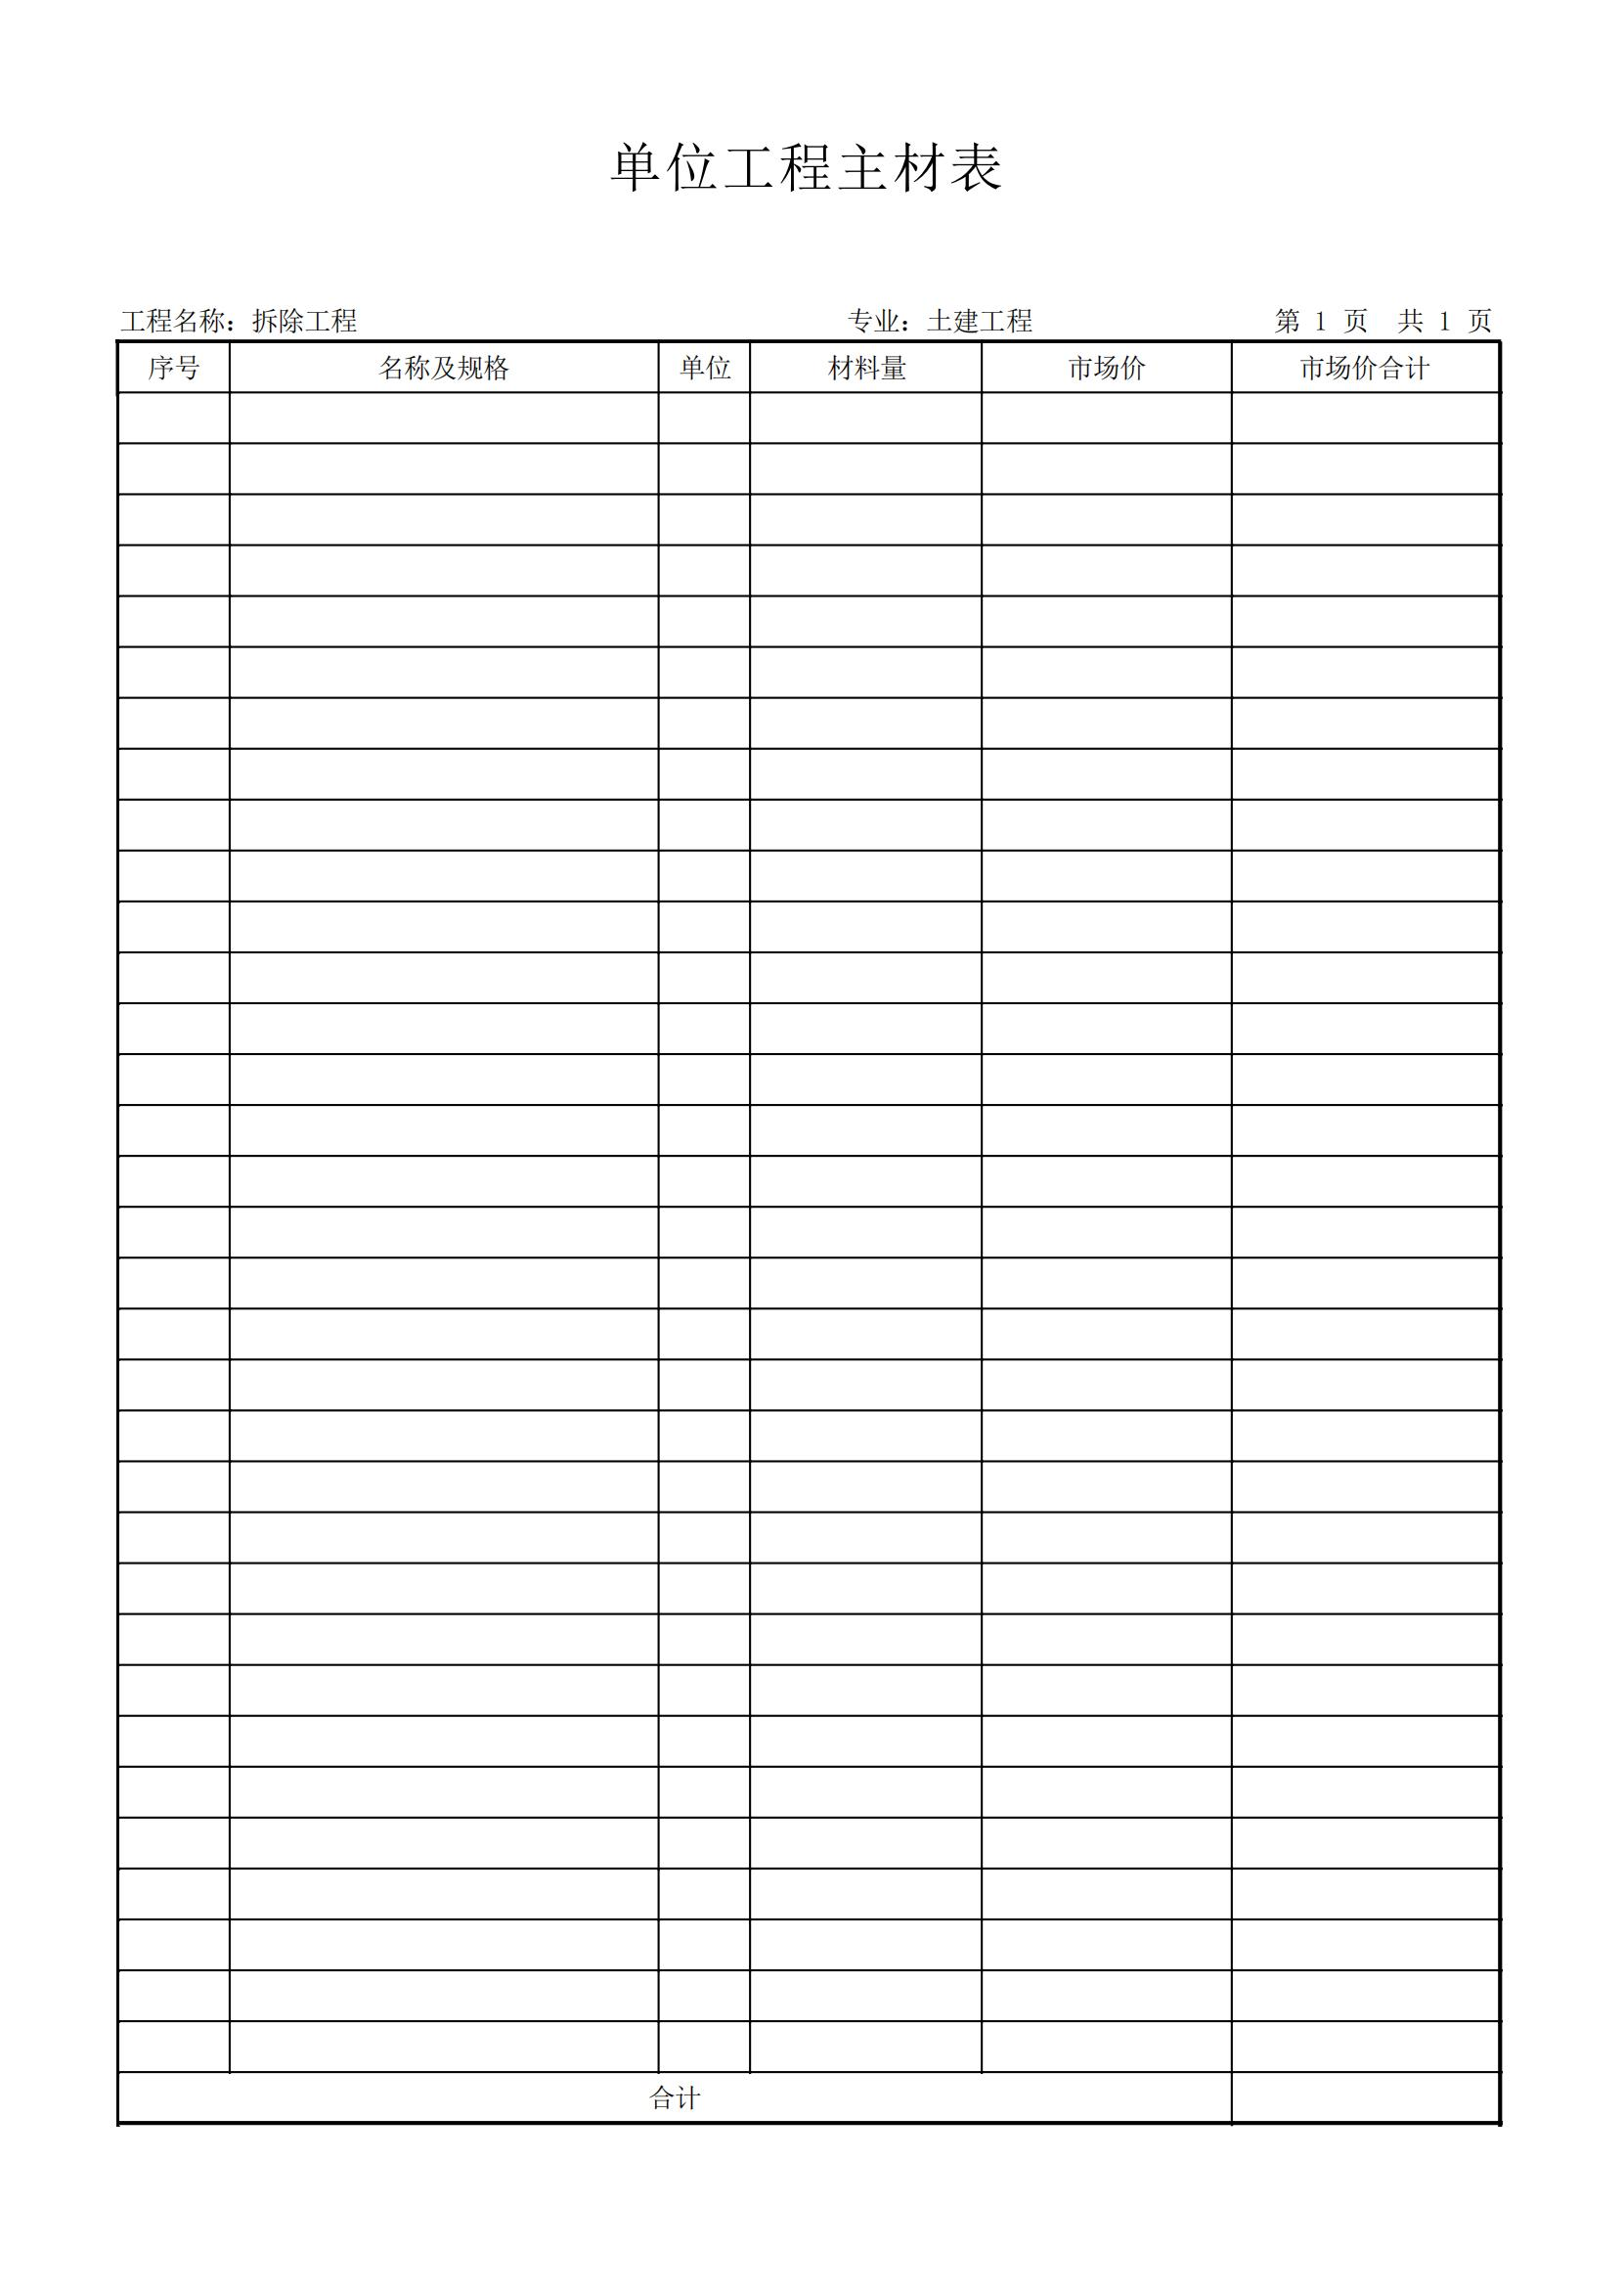 单位工程主材表
工程名称：拆除工程 专业：土建工程 第 1 页 共 1 页
序号 名称及规格 单位 材料量 市场价 市场价合计
合计